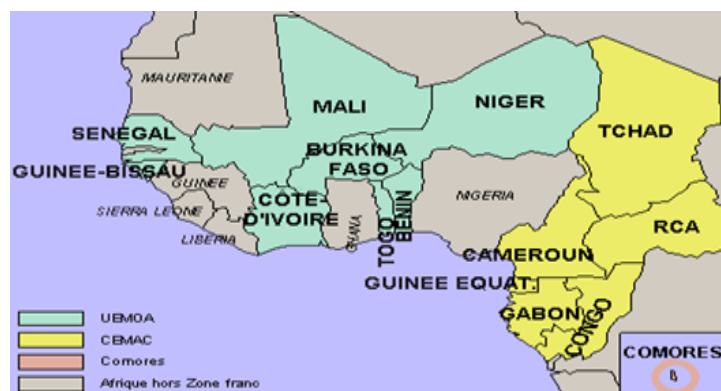 MAURITANIE
MALI
NIGER
TCHAD
SENEGAL
BURKINA
FASO
GUINEE-BISSAU
GUINEE
NIGERIA
CÔTE-
D'IVOIRE
SIERRA LEONE
LIBERIA
GHANA
TOGO
BENIN
RCA
CAMEROUN
GUINEE EQUAT.
GABON
CONGO
UEMOA
CEMAC
Comores
Afrique hors Zone franc
COMORES